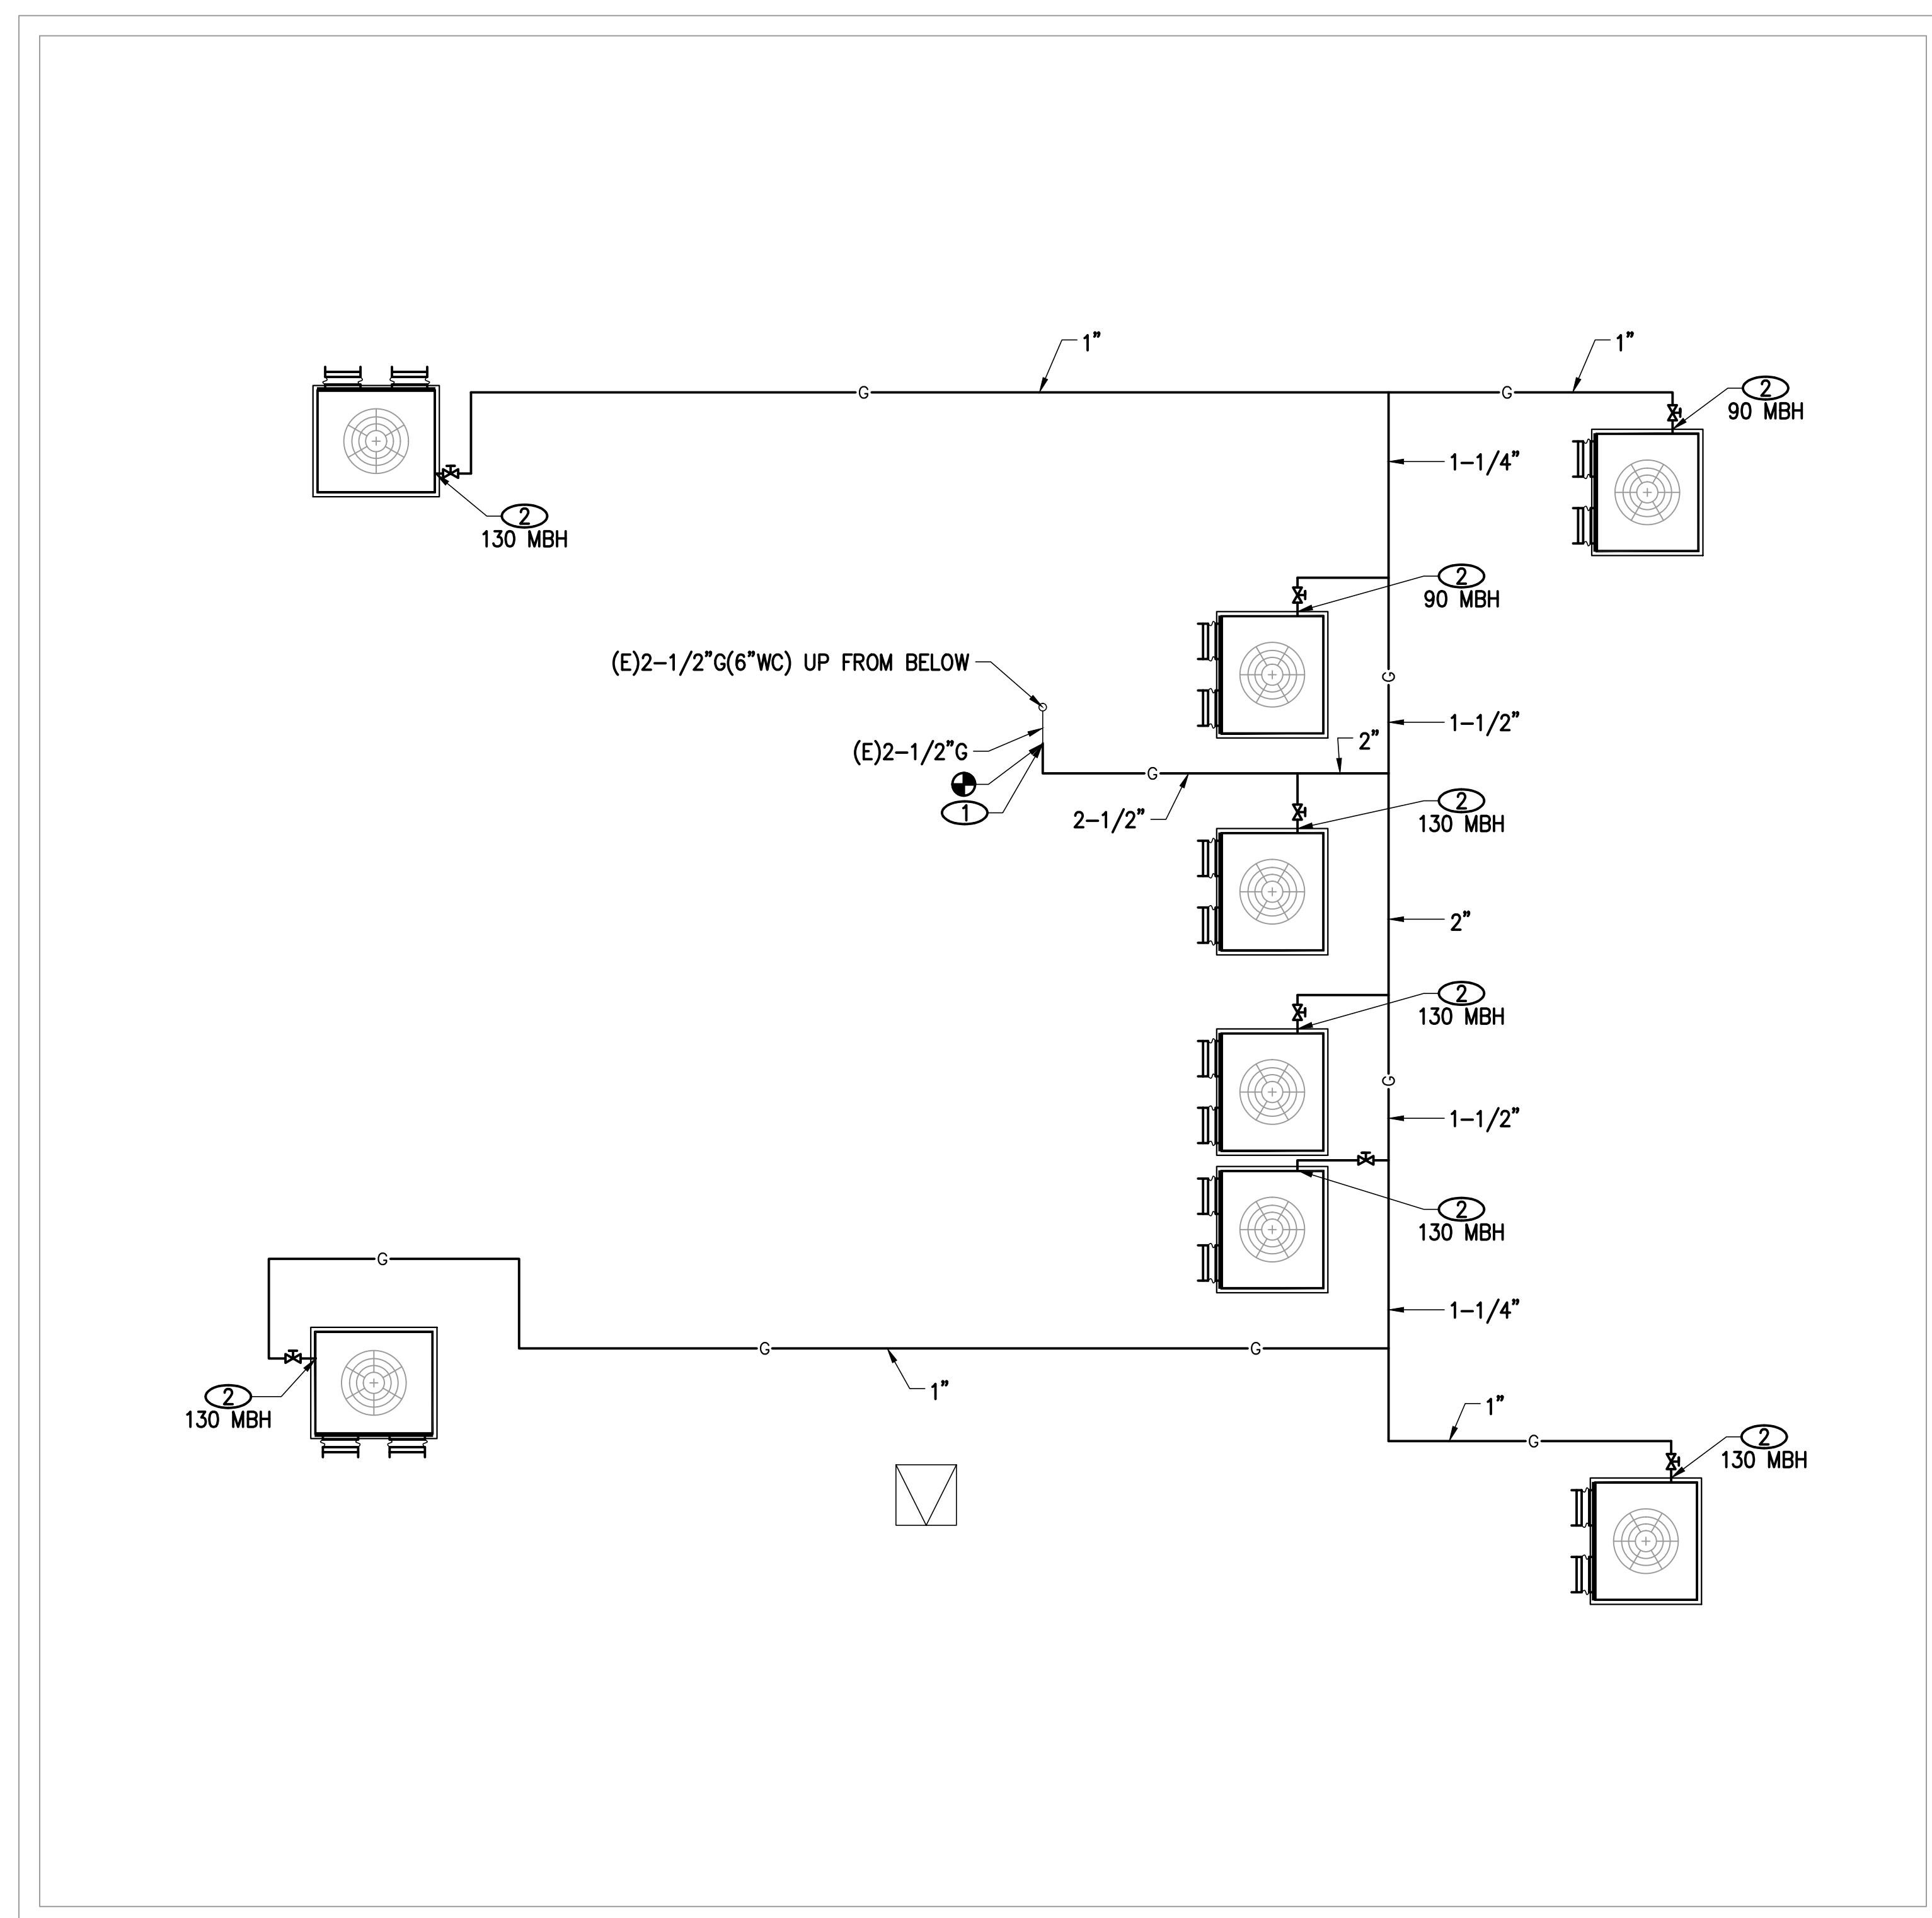 1”
1”
G
G
2
90 MBH
1-1/4”
2
130 MBH
2
90 MBH
(E)2-1/2”G(6”WC) UP FROM BELOW
G
1-1/2”
2”
(E)2-1/2”G
G
1
2-1/2”
2
130 MBH
2”
2
130 MBH
G
1-1/2”
2
130 MBH
G
1-1/4”
G
G
1”
2
130 MBH
1”
G
2
130 MBH